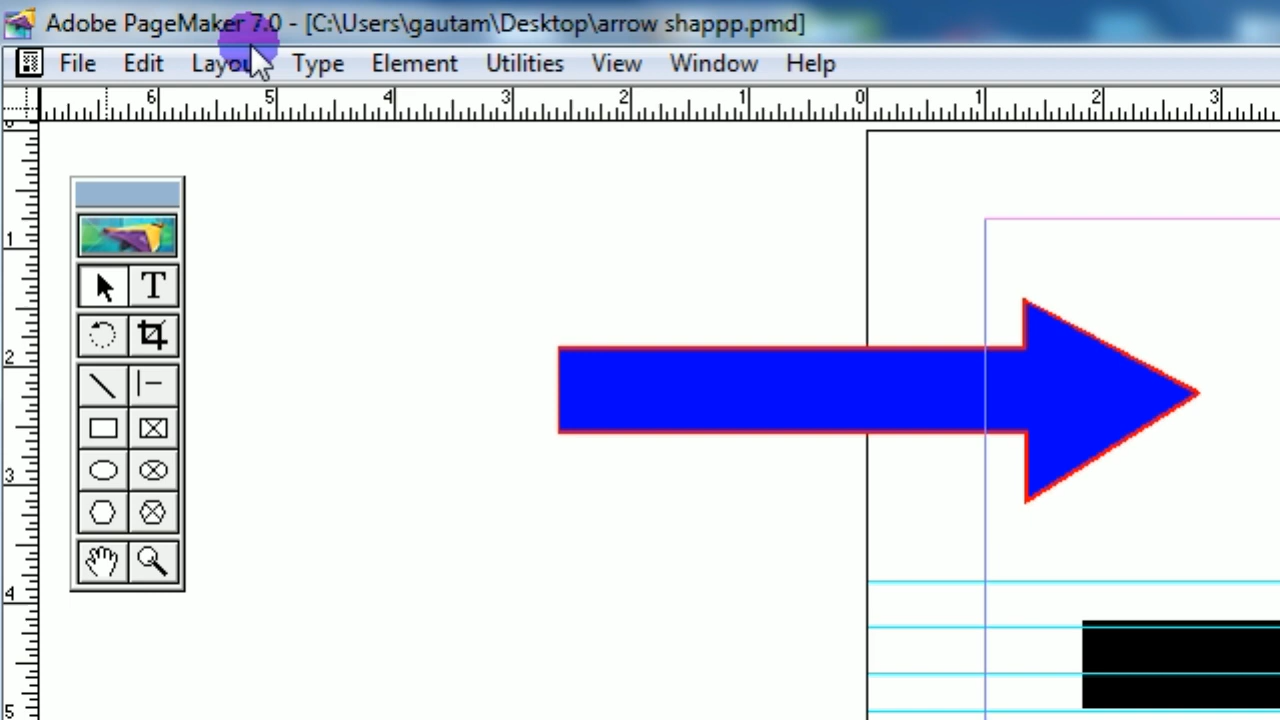 Adobe PageMaker 7.0 - [C:\Users\gautam\Desktop\arrow shappp.pmd]
File Edit Layout Type Element Utilities View Window Help
6 5 4 3 2 1 0 1 2 3
0
1
T
2
3
4
5